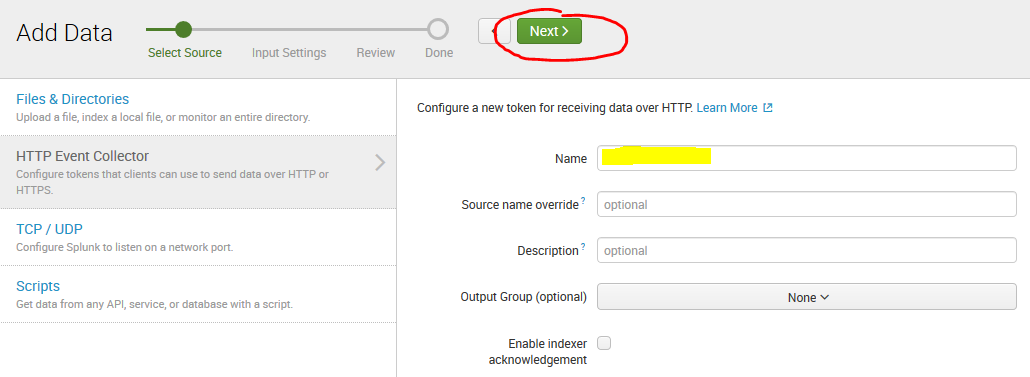 Add Data
Select Source
Input Settings
Review
Done
Next
Files & Directories
Upload a file, index a local file, or monitor an entire directory.
HTTP Event Collector
Configure tokens that clients can use to send data over HTTP or
HTTPS.
TCP / UDP
Configure Splunk to listen on a network port.
Scripts
Get data from any API, service, or database with a script.
Configure a new token for receiving data over HTTP. Learn More
Name
Source name override ?
optional
Description ?
optional
Output Group (optional)
None
Enable indexer
acknowledgement